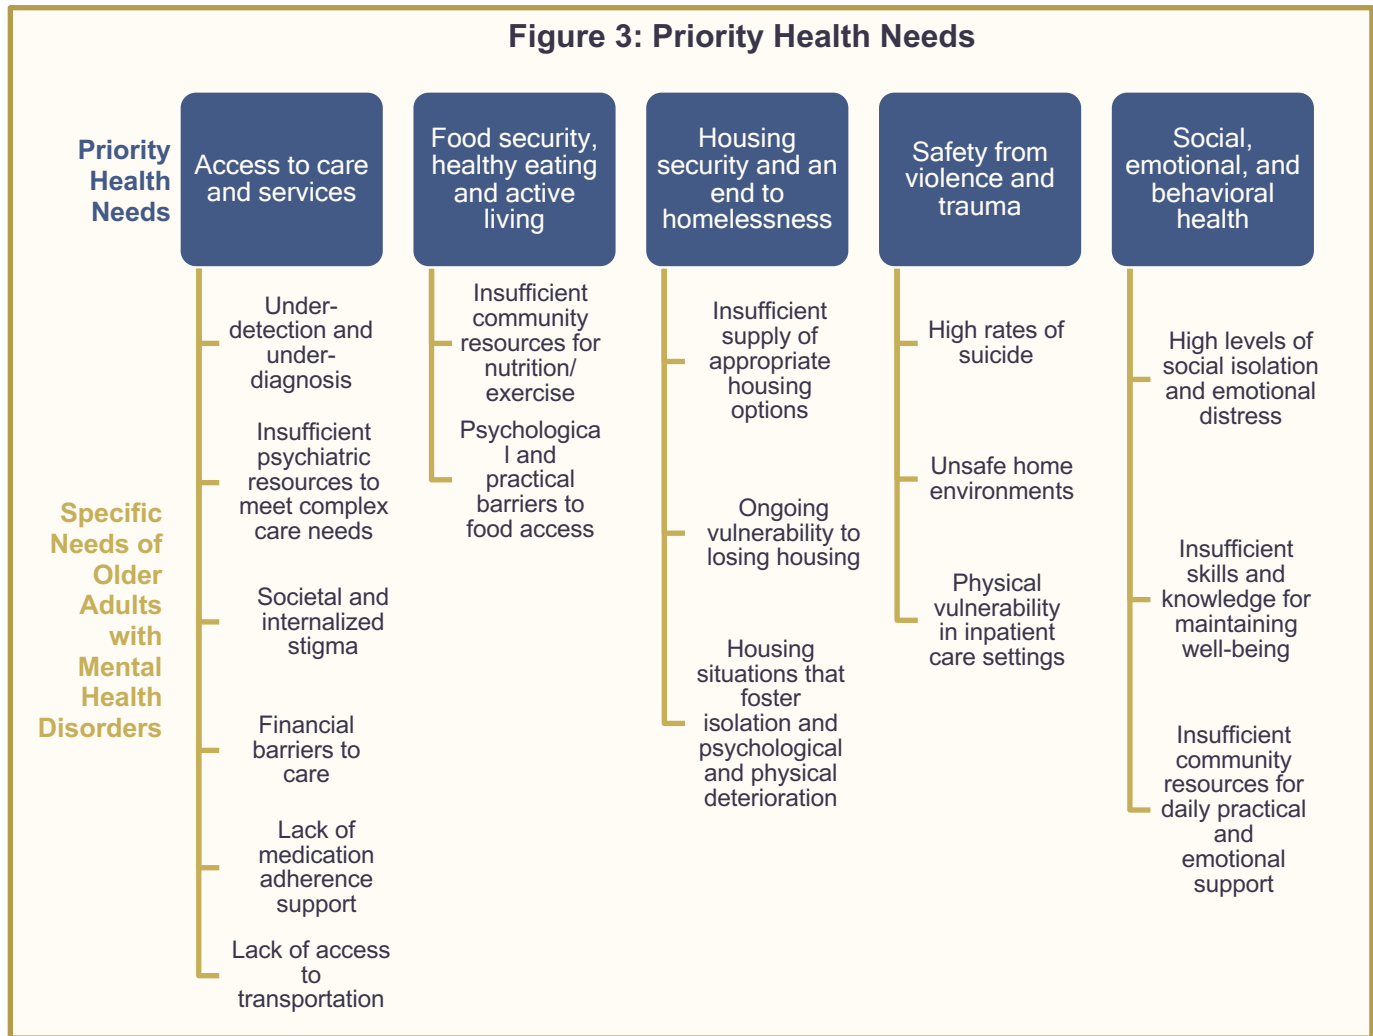 Figure 3: Priority Health Needs
Priority
Health
Needs
Access to care
and services
Food security,
healthy eating
and active
living
Housing
security and an
end to
homelessness
Safety from
violence and
trauma
Social,
emotional, and
behavioral
health
Specific
Needs of
Older
Adults
with
Mental
Health
Disorders
Under-
detection and
under-
diagnosis
Insufficient
psychiatric
resources to
meet complex
care needs
Societal and
internalized
stigma
Financial
barriers to
care
Lack of
medication
adherence
support
Lack of access
to
transportation
Insufficient
community
resources for
nutrition/
exercise
Psychologica
l and
practical
barriers to
food access
Insufficient
supply of
appropriate
housing
options
Ongoing
vulnerability to
losing housing
Housing
situations that
foster
isolation and
psychological
and physical
deterioration
High rates of
suicide
Unsafe home
environments
Physical
vulnerability
in inpatient
care settings
High levels of
social isolation
and emotional
distress
Insufficient
skills and
knowledge for
maintaining
well-being
Insufficient
community
resources for
daily practical
and
emotional
support